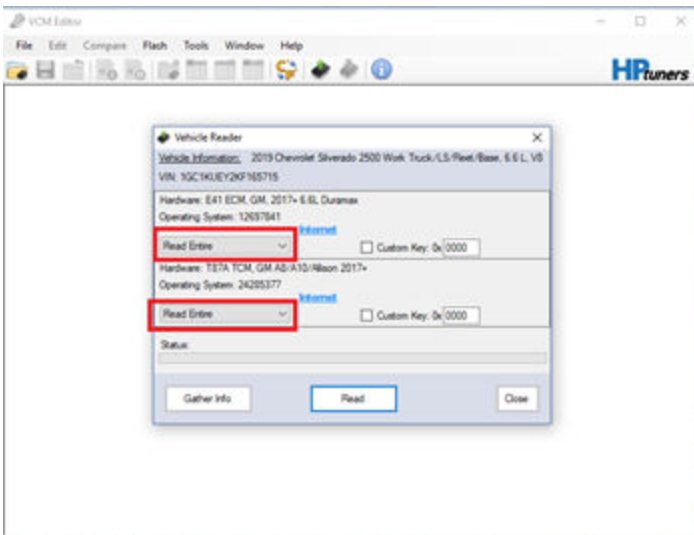 VCM Editor
File Edit Compare Flash Tools Window Help
HPtuners
Vehicle Reader
Vehicle Information: 2019 Chevrolet Silverado 2500 Work Truck/LS/Fleet/Base, 6.6 L, V8
VIN: 1GC1KUEY2KF165715
Hardware: E41 ECM, GM, 2017+ 6.6L Duramax
Operating System: 12697841
Internet
Read Entire Custom Key: 0x 0000
Hardware: T87A TCM, GM A8/A10/Allison 2017+
Operating System: 24285377
Internet
Read Entire Custom Key: 0x 0000
Status:
Gather Info Read Close